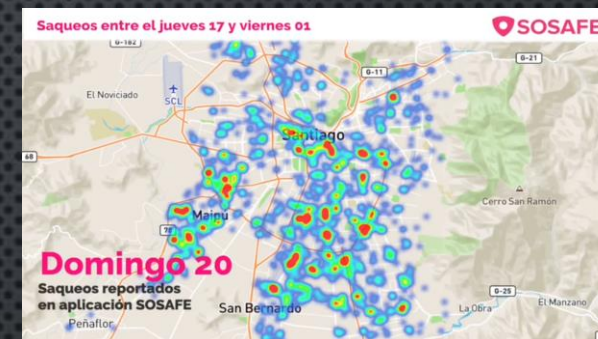 Saqueos entre el jueves 17 y viernes 01
SOSAFE
G-182
G-21
G-11
El Noviciado
SCL
Santiago
68
Cerro San Ramón
Maipú
78
Domingo 20
Saqueos reportados
en aplicación SOSAFE
G-25
San Bernardo
La Obra
El Manzano
Peñaflor